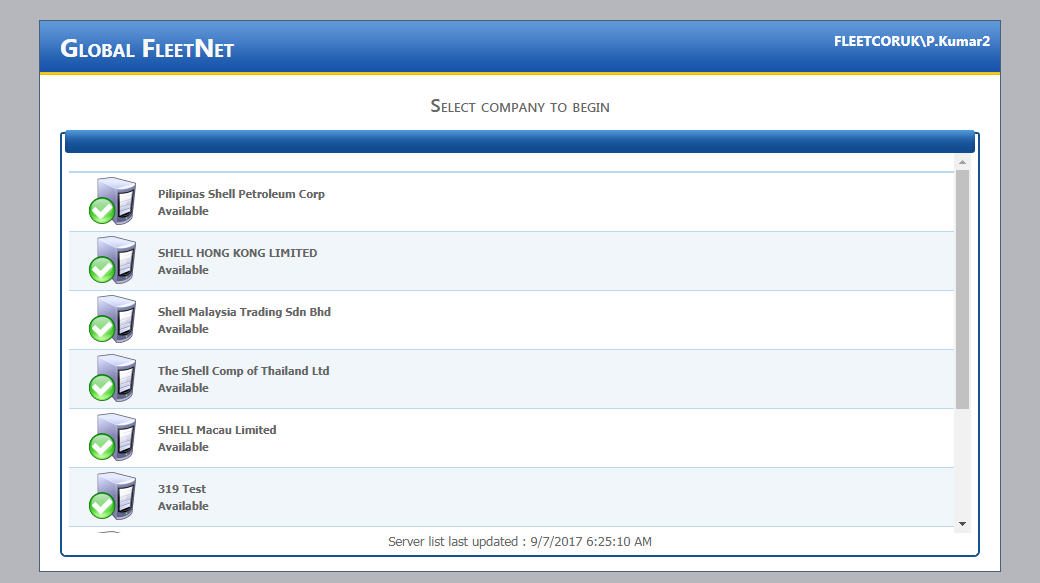 Global FleetNet
FLEETCORUK\P.Kumar2
Select company to begin
Pilipinas Shell Petroleum Corp
Available
SHELL HONG KONG LIMITED
Available
Shell Malaysia Trading Sdn Bhd
Available
The Shell Comp of Thailand Ltd
Available
SHELL Macau Limited
Available
319 Test
Available
Server list last updated : 9/7/2017 6:25:10 AM